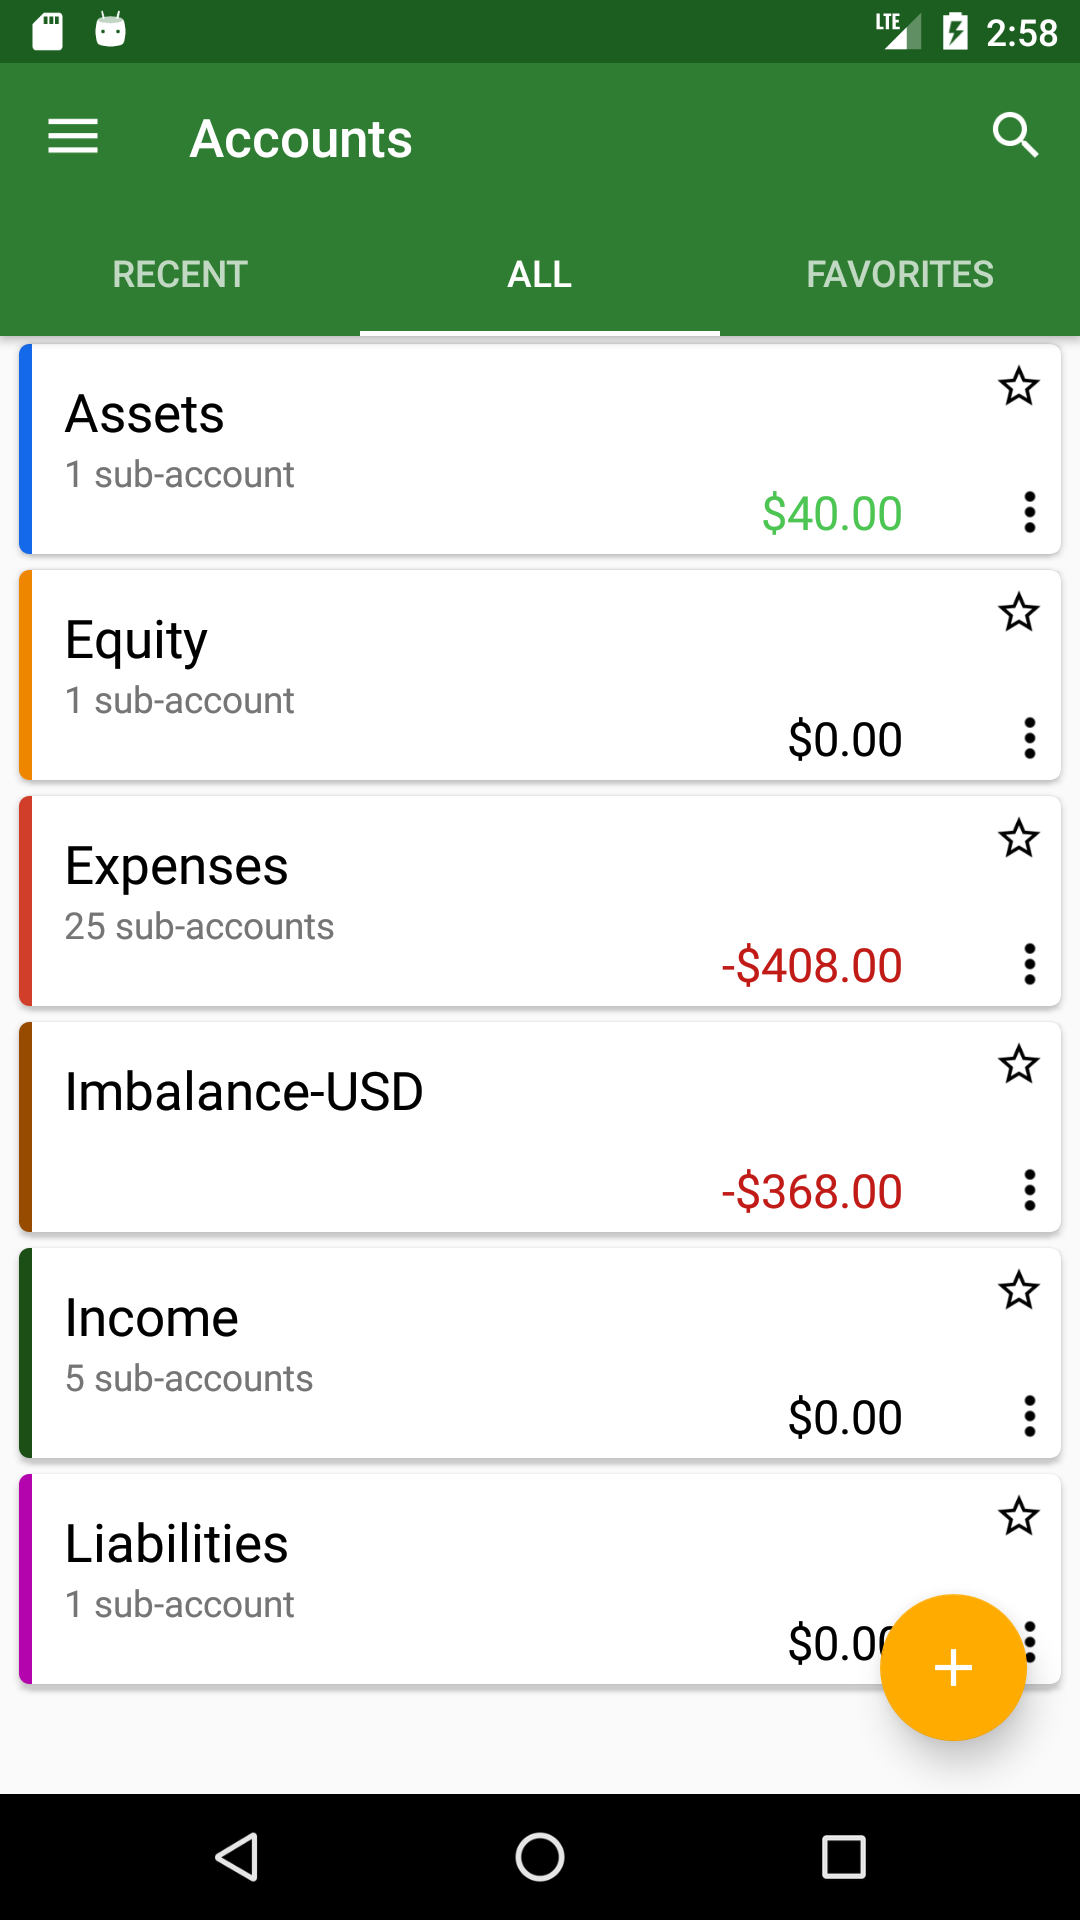 LTE 2:58
Accounts
RECENT ALL FAVORITES
Assets
1 sub-account
$40.00
Equity
1 sub-account
$0.00
Expenses
25 sub-accounts
-$408.00
Imbalance-USD
-$368.00
Income
5 sub-accounts
$0.00
Liabilities
1 sub-account
$0.00